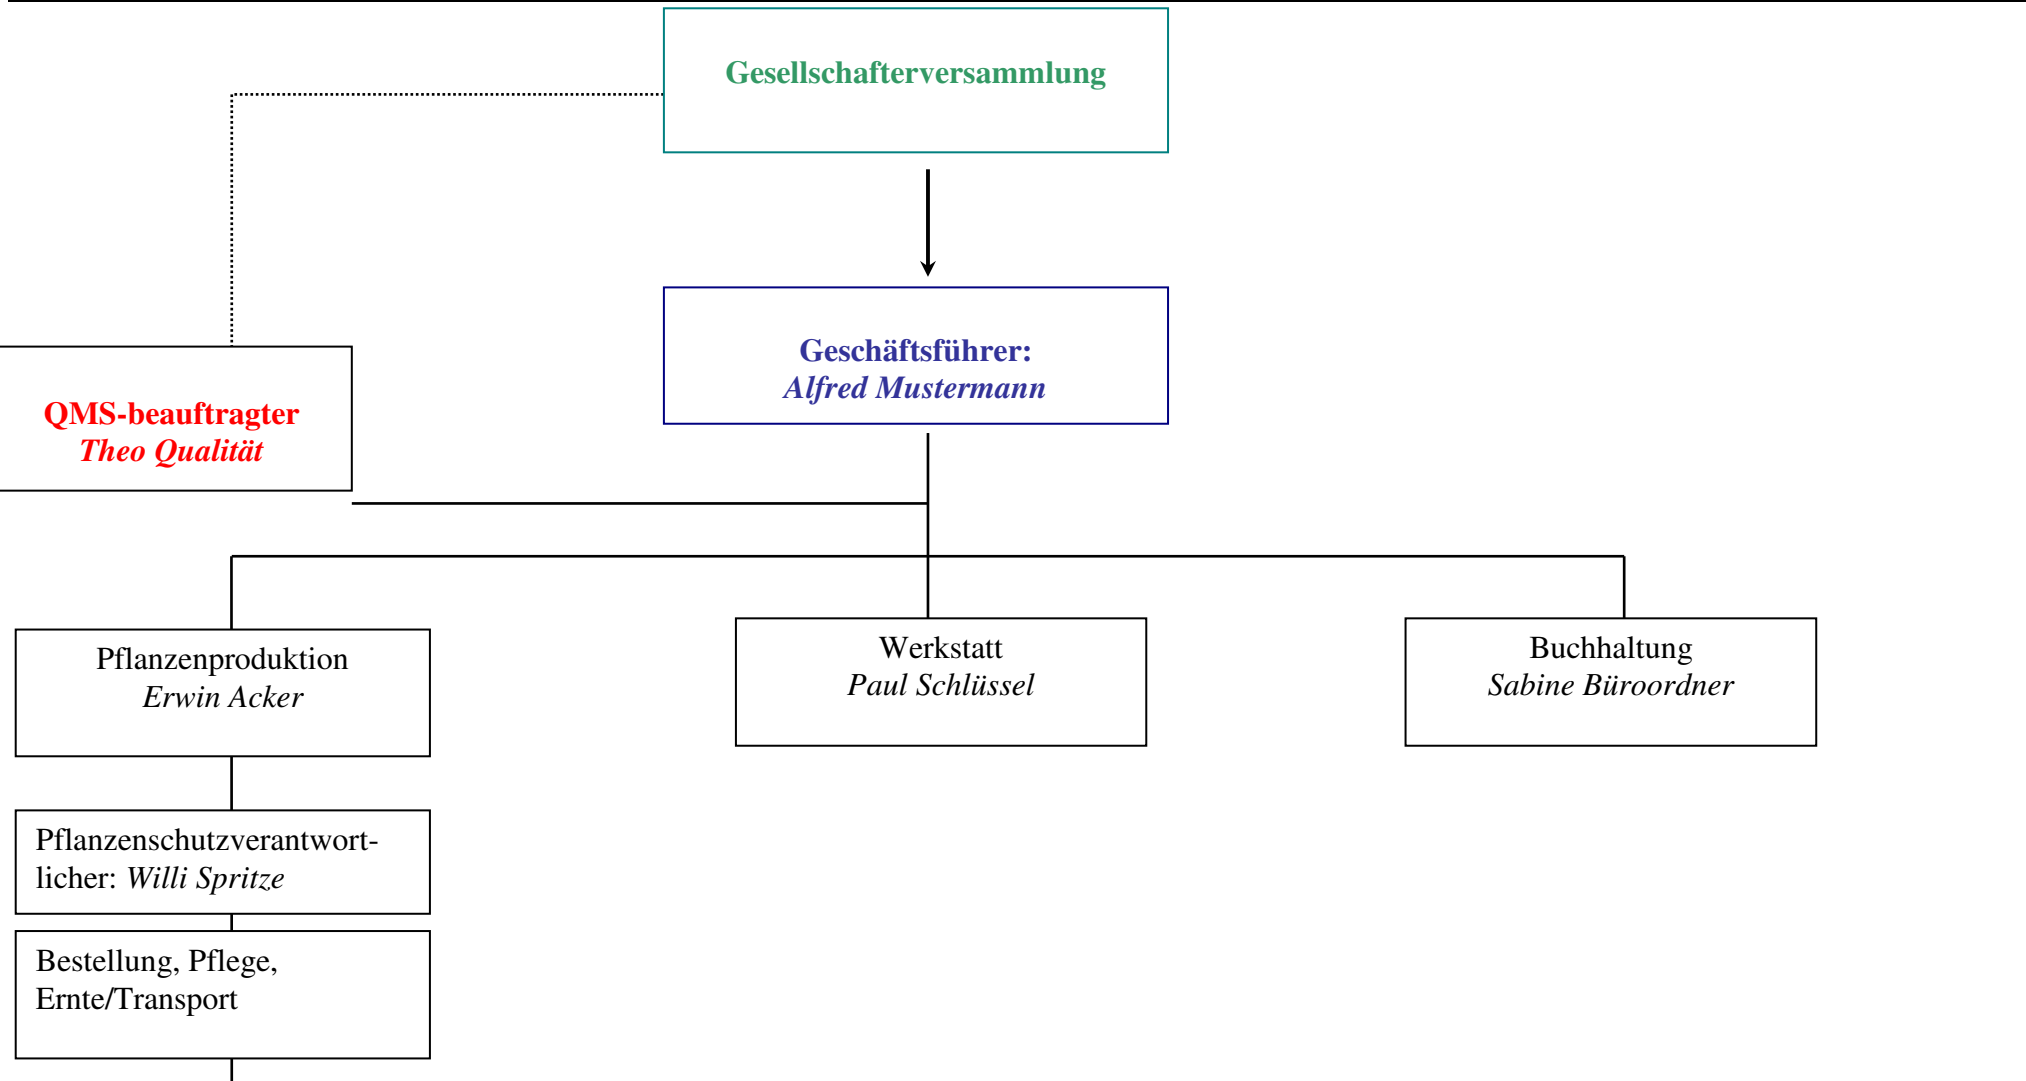 Gesellschafterversammlung
Geschäftsführer:
Alfred Mustermann
QMS-beauftragter
Theo Qualität
Pflanzenproduktion
Erwin Acker
Werkstatt
Paul Schlüssel
Buchhaltung
Sabine Büroordner
Pflanzenschutzverantwort-
licher: Willi Spritze
Bestellung, Pflege,
Ernte/Transport